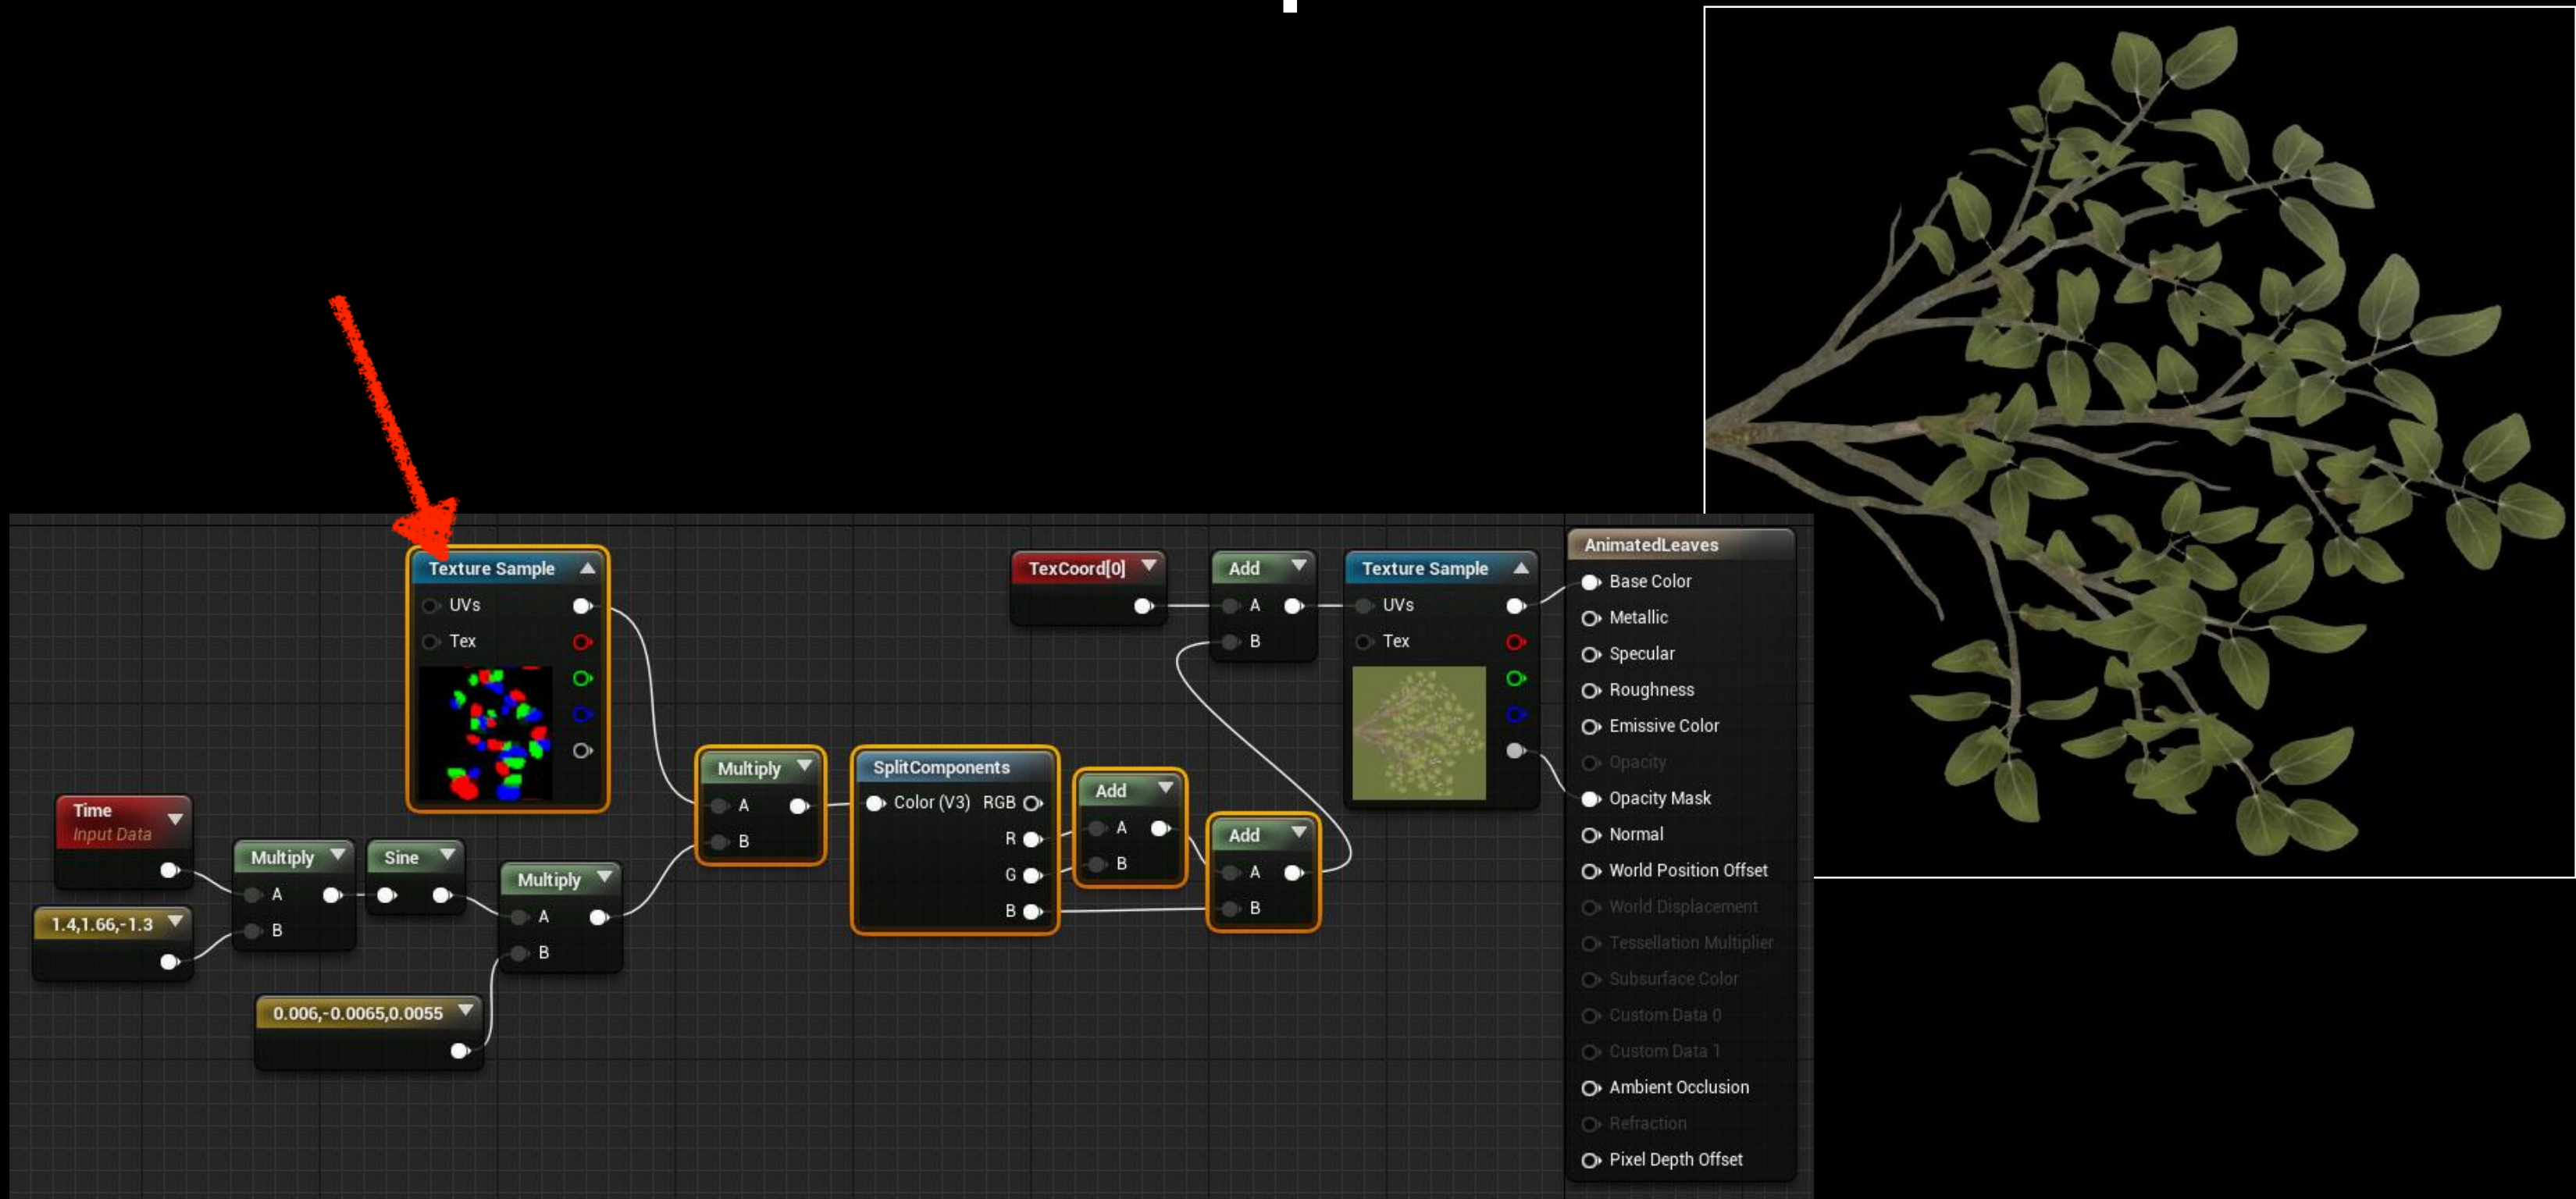 Texture Sample
UVs
Tex
Time
Input Data
1.4,1.66,-1.3
Multiply
A
B
Sine
0.006,-0.0065,0.0055
Multiply
A
B
Multiply
A
B
SplitComponents
Color (V3) RGB
R
G
B
Add
A
B
Add
A
B
TexCoord[0]
Add
A
B
Texture Sample
UVs
Tex
AnimatedLeaves
Base Color
Metallic
Specular
Roughness
Emissive Color
Opacity
Opacity Mask
Normal
World Position Offset
World Displacement
Tessellation Multiplier
Subsurface Color
Custom Data 0
Custom Data 1
Ambient Occlusion
Refraction
Pixel Depth Offset